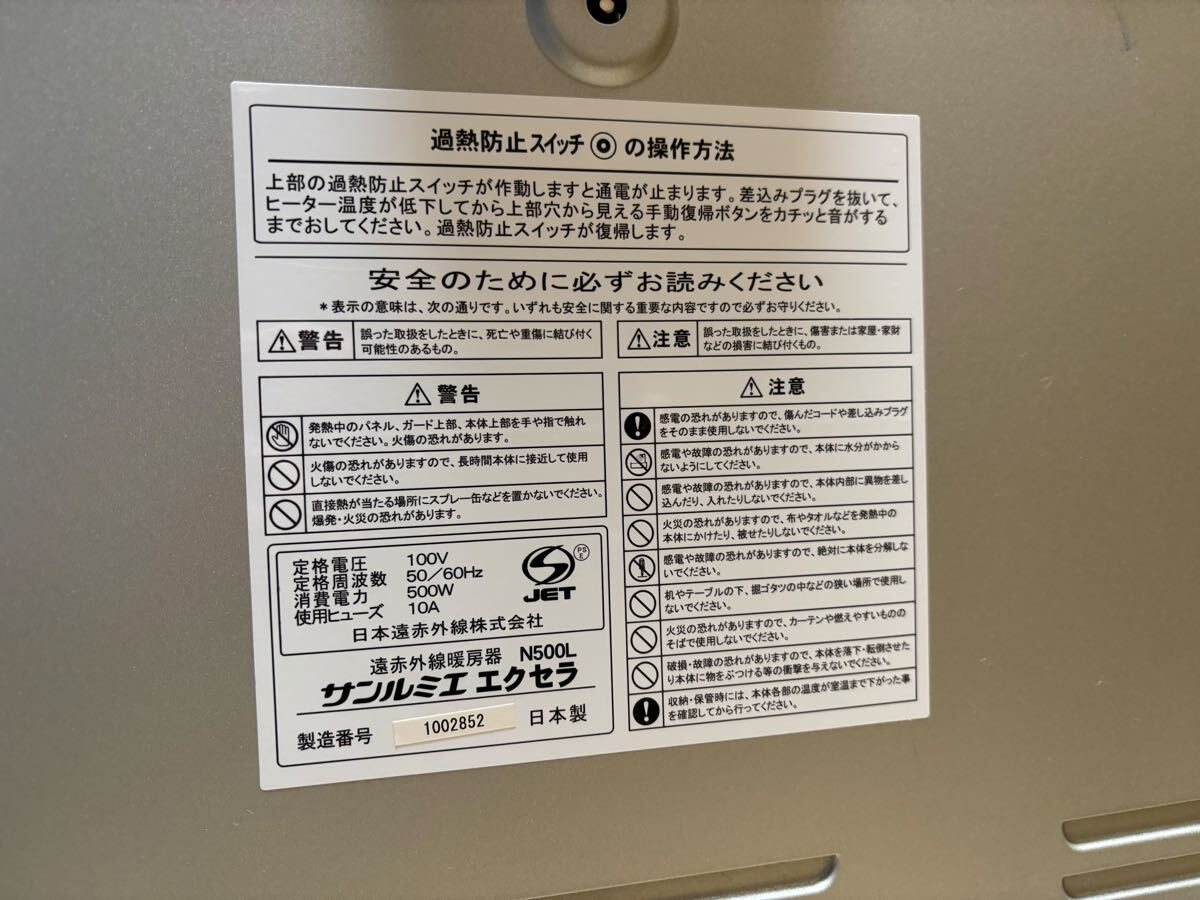 過熱防止スイッチ◎の操作方法
上部の過熱防止スイッチが作動しますと通電が止まります。差込みプラグを抜いて、
ヒーター温度が低下してから上部穴から見える手動復帰ボタンをカチッと音がする
までおしてください。過熱防止スイッチが復帰します。
安全のために必ずお読みください
*表示の意味は、次の通りです。いずれも安全に関する重要な内容ですので必ずお守りください。
警告
誤った取扱をしたときに、死亡や重傷に結び付く
可能性のあるもの。
注意
誤った取扱をしたときに、傷害または家屋・家財
などの損害に結び付くもの。
警告
発熱中のパネル、ガード上部、本体上部を手や指で触れ
ないでください。火傷の恐れがあります。
火傷の恐れがありますので、長時間本体に接近して使用
しないでください。
直接熱が当たる場所にスプレー缶などを置かないでください。
爆発・火災の恐れがあります。
定格電圧 100V
定格周波数 50/60Hz
消費電力 500W
使用ヒューズ 10A
PS
E
JET
日本遠赤外線株式会社
遠赤外線暖房器 N500L
サンルミエ エクセラ
製造番号 1002852 日本製
注意
感電の恐れがありますので、傷んだコードや差し込みプラグ
をそのまま使用しないでください。
感電や故障の恐れがありますので、本体に水分がかから
ないようにしてください。
感電や故障の恐れがありますので、本体内部に異物を差し
込んだり、入れたりしないでください。
火災の恐れがありますので、布やタオルなどを発熱中の
本体にかけたり、被せたりしないでください。
感電や故障の恐れがありますので、絶対に本体を分解しな
いでください。
机やテーブルの下、掘ゴタツの中などの狭い場所で使用し
ないでください。
火災の恐れがありますので、カーテンや燃えやすいものの
そばで使用しないでください。
破損・故障の恐れがありますので、本体を落下・転倒させた
り本体に物をぶつける等の衝撃を与えないでください。
収納・保管時には、本体各部の温度が室温まで下がった事
を確認してから行ってください。